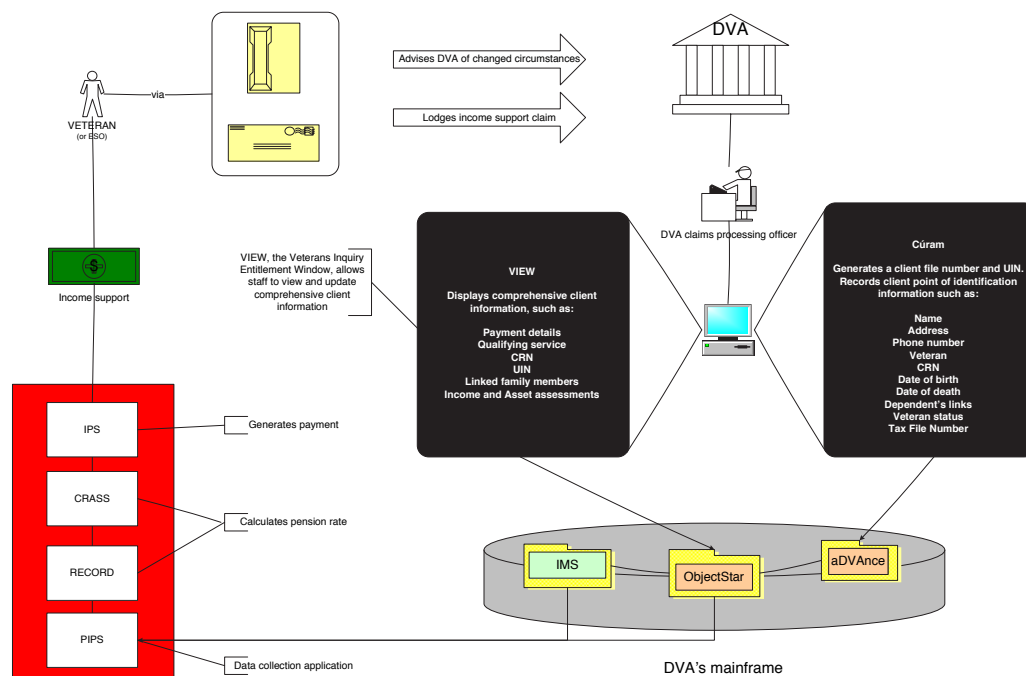 DVA
Advises DVA of changed circumstances
via
Lodges income support claim
VETERAN
(or ESO)
DVA claims processing officer
VIEW, the Veterans Inquiry
Entitlement Window, allows
staff to view and update
comprehensive client
information
Income support
VIEW
Displays comprehensive client
information, such as:
Payment details
Qualifying service
CRN
UIN
Linked family members
Income and Asset assessments
Cúram
Generates a client file number and UIN.
Records client point of identification
information such as:
Name
Address
Phone number
Veteran
CRN
Date of birth
Date of death
Dependent's links
Veteran status
Tax File Number
IPS
Generates payment
CRASS
Calculates pension rate
RECORD
PIPS
Data collection application
IMS
ObjectStar
aDVAnce
DVA's mainframe